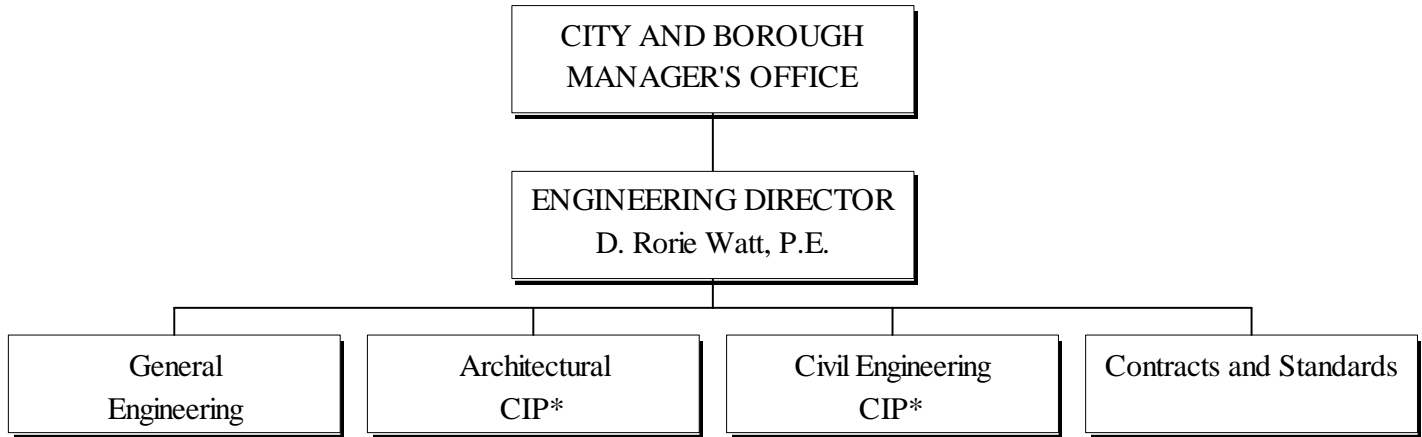 CITY AND BOROUGH
MANAGER'S OFFICE
ENGINEERING DIRECTOR
D. Rorie Watt, P.E.
General
Engineering
Architectural
CIP*
Civil Engineering
CIP*
Contracts and Standards